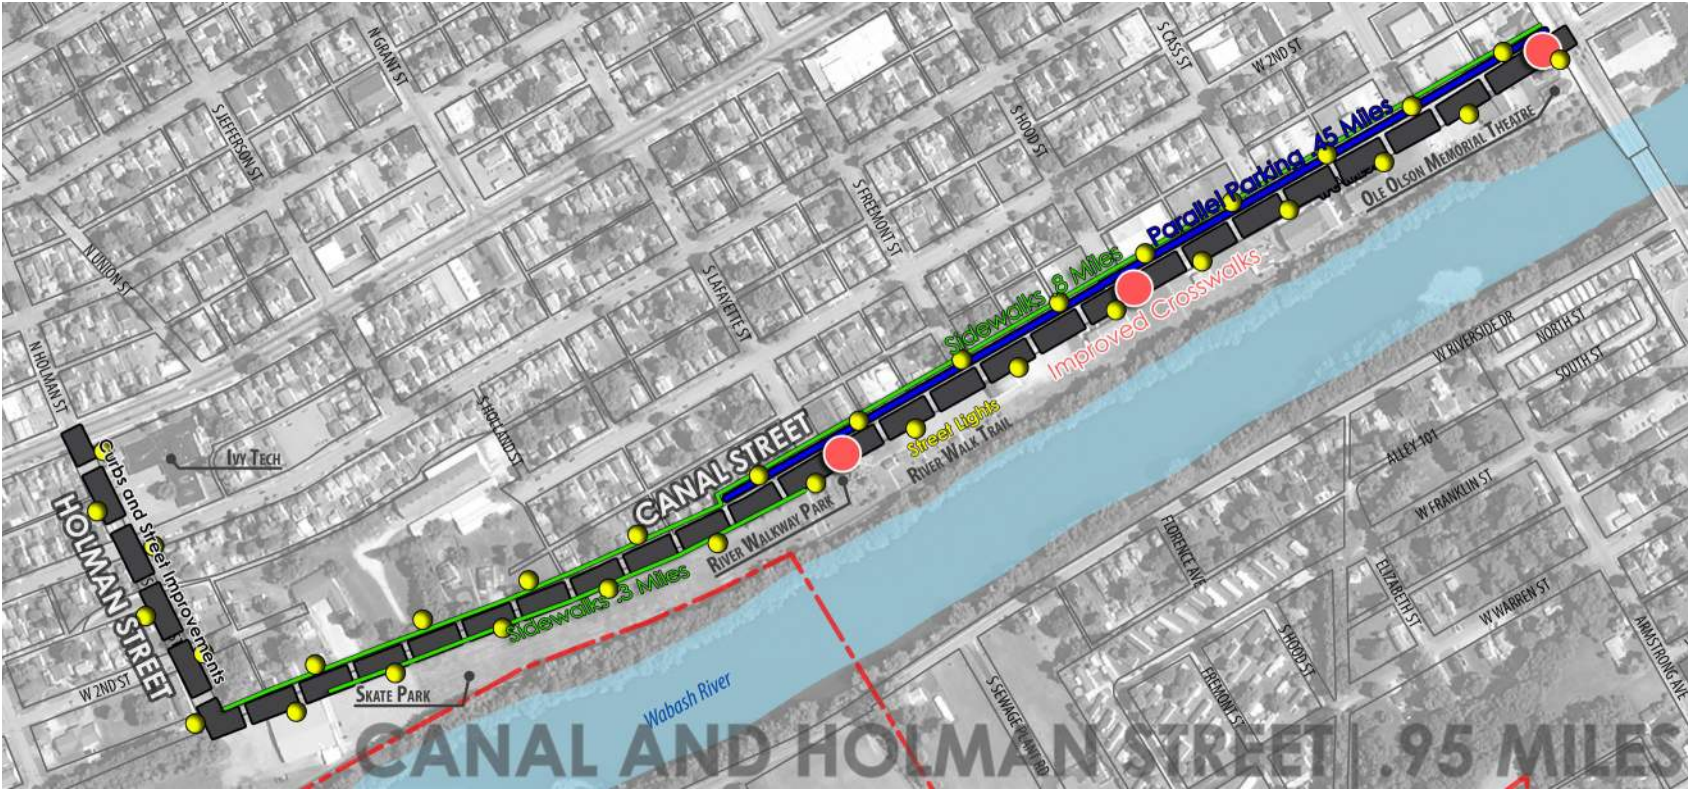 N GRANT ST
S CASS ST
W 2ND ST
S JEFFERSON ST
S HOOD ST
Parallel Parking .45 Miles
OLE OLSON MEMORIAL THEATRE
S FREEMONT ST
N UNION ST
S LAFAYETTE ST
Sidewalks .8 Miles
Improved Crosswalks
N HOLMAN ST
S HOLLAND ST
W RIVERSIDE DR
NORTH ST
SOUTH ST
IVY TECH
CANAL STREET
Street Lights
RIVER WALK TRAIL
ALLEY 101
Curbs and Street Improvements
HOLMAN STREET
RIVER WALKWAY PARK
W FRANKLIN ST
FLORENCE AVE
ELIZABETH ST
W WARREN ST
Sidewalks .3 Miles
S HOOD ST
ARMSTRONG AVE
W 2ND ST
SKATE PARK
Wabash River
S SEWAGE PLANT RD
FREMONT ST
CANAL AND HOLMAN STREET | .95 MILES